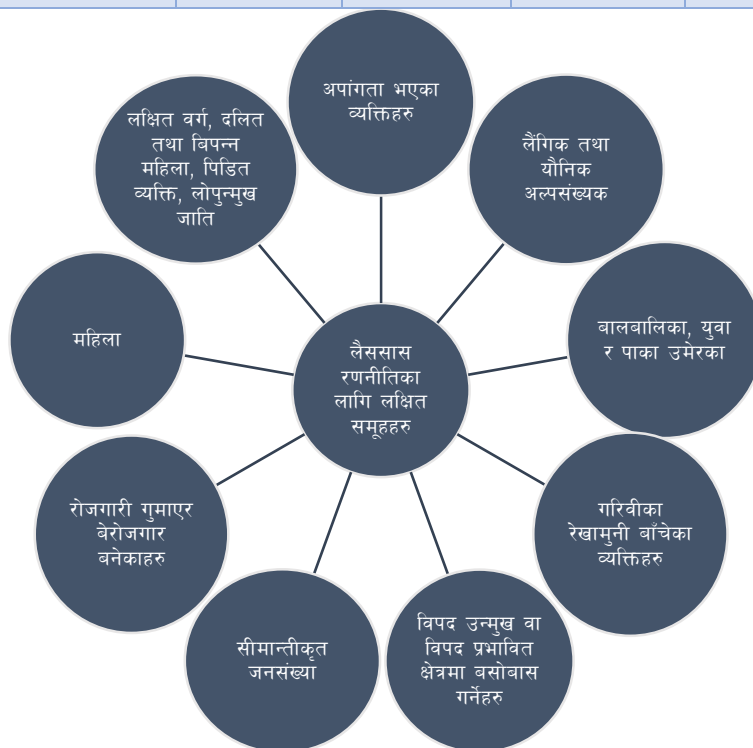 अपांगता भएका
व्यक्तिहरु
लैंगिक तथा
यौनिक
अल्पसंख्यक
बालबालिका, युवा
र पाका उमेरका
गरिवीका
रेखामुनी बाँचेका
व्यक्तिहरु
विपद उन्मुख वा
विपद प्रभावित
क्षेत्रमा बसोबास
गर्नेहरु
सीमान्तीकृत
जनसंख्या
रोजगारी गुमाएर
बेरोजगार
बनेकाहरु
महिला
लक्षित वर्ग, दलित
तथा बिपन्न
महिला, पिडित
व्यक्ति, लोपुन्मुख
जाति
लैससास
रणनीतिका
लागि लक्षित
समूहहरु